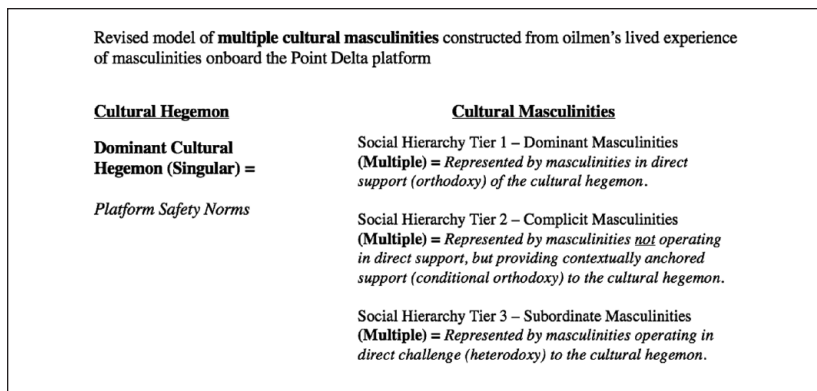 Revised model of multiple cultural masculinities constructed from oilmen's lived experience
of masculinities onboard the Point Delta platform
Cultural Hegemon
Dominant Cultural
Hegemon (Singular) =
Platform Safety Norms
Cultural Masculinities
Social Hierarchy Tier 1 – Dominant Masculinities
(Multiple) = Represented by masculinities in direct
support (orthodoxy) of the cultural hegemon.
Social Hierarchy Tier 2 – Complicit Masculinities
(Multiple) = Represented by masculinities not operating
in direct support, but providing contextually anchored
support (conditional orthodoxy) to the cultural hegemon.
Social Hierarchy Tier 3 – Subordinate Masculinities
(Multiple) = Represented by masculinities operating in
direct challenge (heterodoxy) to the cultural hegemon.